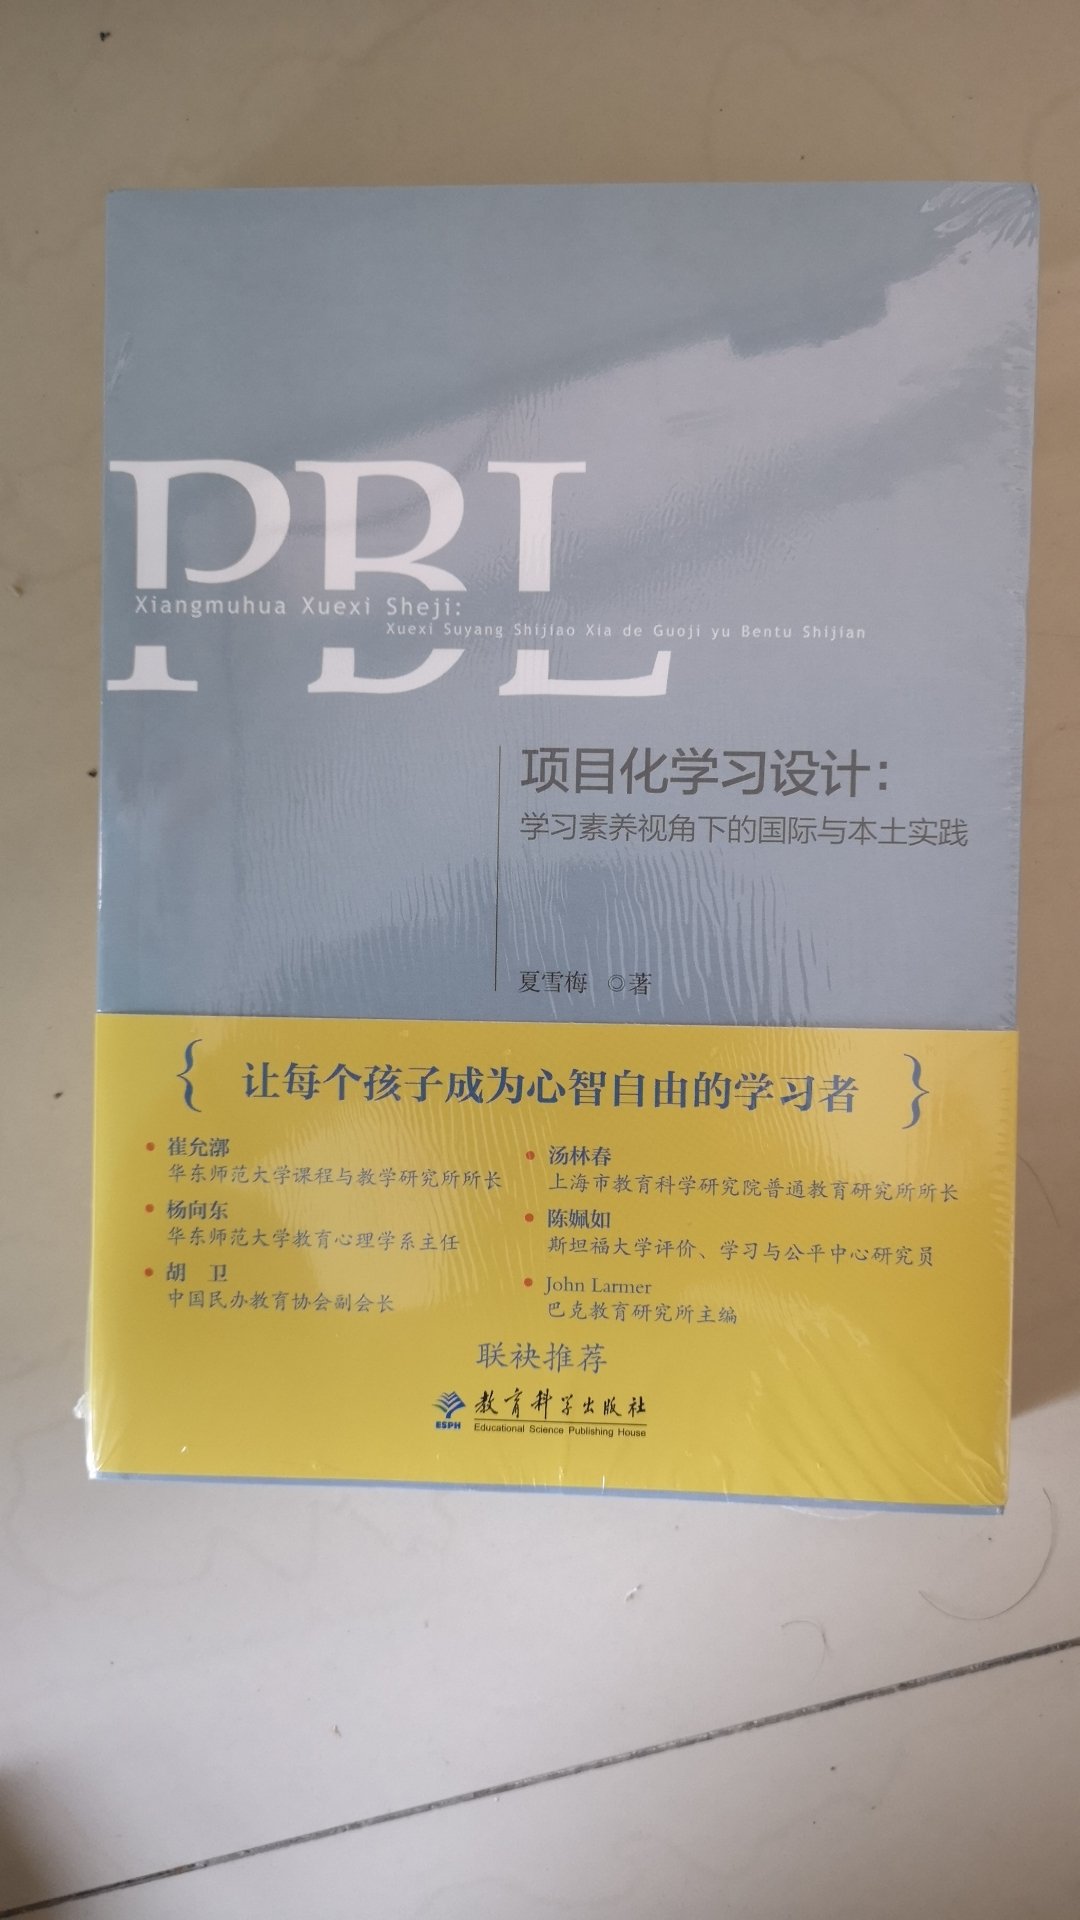 PBL
Xiangmuhua Xuexi Sheji:
Xuexi Suyang Shijiao Xia de Guoji yu Bentu Shijian
项目化学习设计:
学习素养视角下的国际与本土实践
夏雪梅 ◎著
{ 让每个孩子成为心智自由的学习者 }
• 崔允漷
华东师范大学课程与教学研究所所长
• 杨向东
华东师范大学教育心理学系主任
• 胡 卫
中国民办教育协会副会长
• 汤林春
上海市教育科学研究院普通教育研究所所长
• 陈姵如
斯坦福大学评价、学习与公平中心研究员
• John Larmer
巴克教育研究所主编
联袂推荐
ESPH
教育科学出版社
Educational Science Publishing House